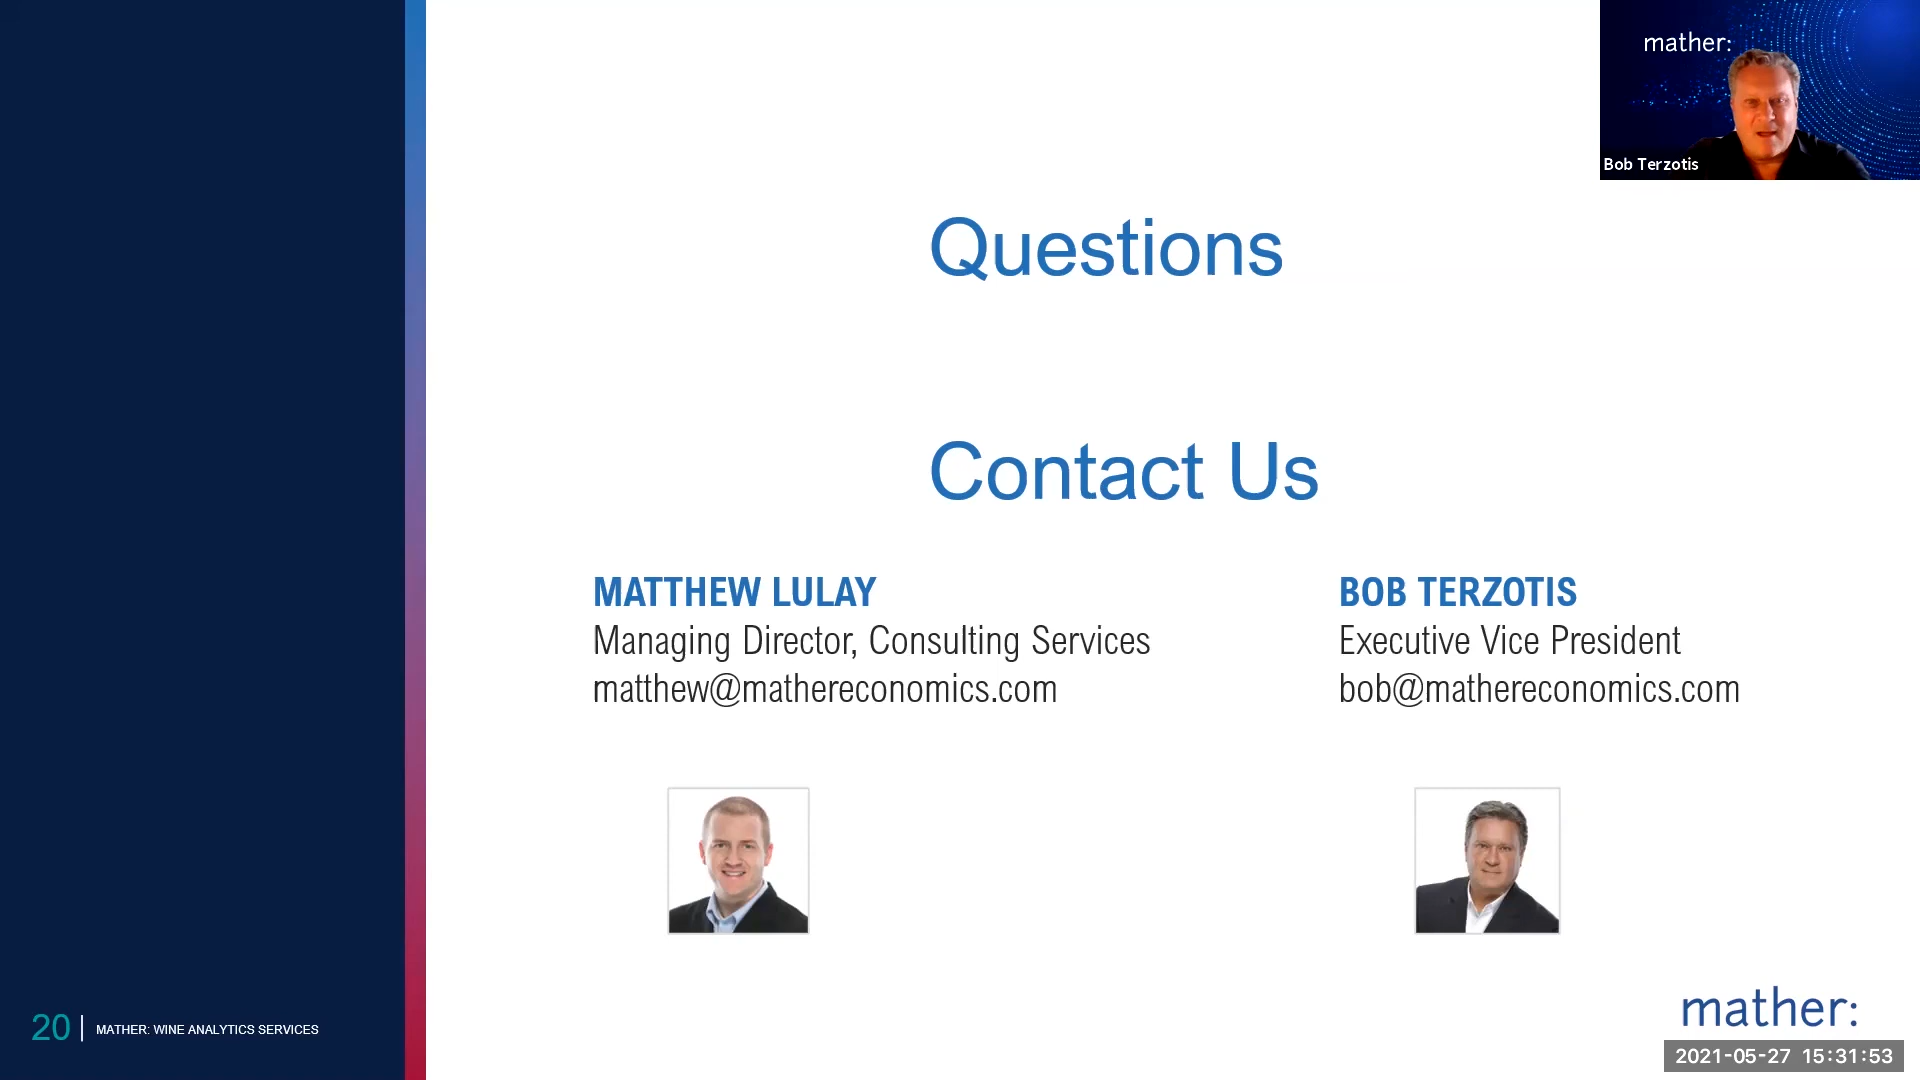 mather:
Bob Terzotis
Questions
Contact Us
MATTHEW LULAY
Managing Director, Consulting Services
matthew@mathereconomics.com
BOB TERZOTIS
Executive Vice President
bob@mathereconomics.com
20 | MATHER: WINE ANALYTICS SERVICES
mather:
2021-05-27 15:31:53